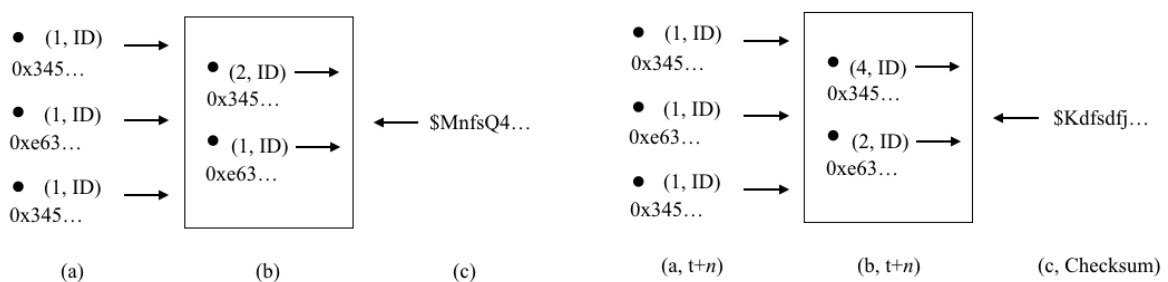 (1, ID)
0x345…
(1, ID)
0xe63…
(1, ID)
0x345…
(2, ID)
0x345…
(1, ID)
0xe63…
$MnfsQ4…
(a)
(b)
(c)
(1, ID)
0x345…
(1, ID)
0xe63…
(1, ID)
0x345…
(4, ID)
0x345…
(2, ID)
0xe63…
$Kdfsdfj…
(a, t+n)
(b, t+n)
(c, Checksum)